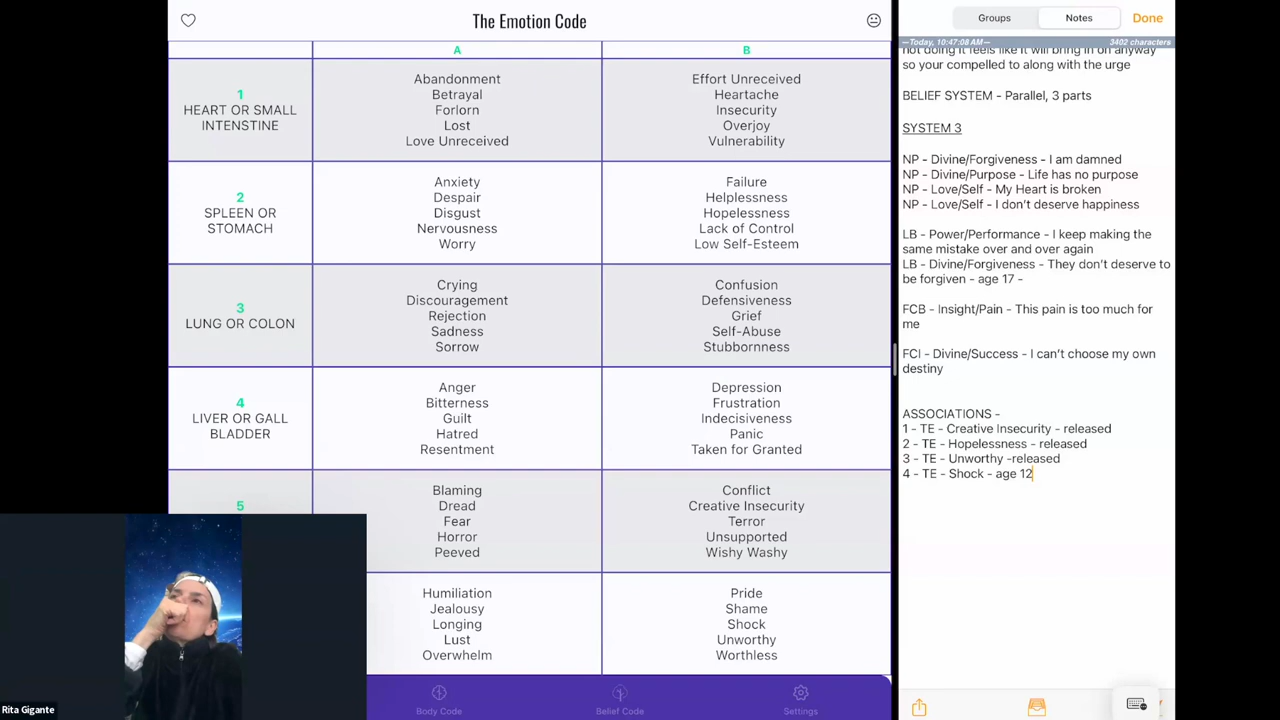 The Emotion Code
A
B
1
HEART OR SMALL
INTENSTINE
Abandonment
Betrayal
Forlorn
Lost
Love Unreceived
Effort Unreceived
Heartache
Insecurity
Overjoy
Vulnerability
2
SPLEEN OR
STOMACH
Anxiety
Despair
Disgust
Nervousness
Worry
Failure
Helplessness
Hopelessness
Lack of Control
Low Self-Esteem
3
LUNG OR COLON
Crying
Discouragement
Rejection
Sadness
Sorrow
Confusion
Defensiveness
Grief
Self-Abuse
Stubbornness
4
LIVER OR GALL
BLADDER
Anger
Bitterness
Guilt
Hatred
Resentment
Depression
Frustration
Indecisiveness
Panic
Taken for Granted
5
Blaming
Dread
Fear
Horror
Peeved
Conflict
Creative Insecurity
Terror
Unsupported
Wishy Washy
Humiliation
Jealousy
Longing
Lust
Overwhelm
Pride
Shame
Shock
Unworthy
Worthless
Body Code
Belief Code
Settings
Rita Gigante
Groups
Notes
Done
—Today, 10:47:08 AM—
3402 characters
not doing it feels like it will bring in on anyway
so your compelled to along with the urge
BELIEF SYSTEM - Parallel, 3 parts
SYSTEM 3
NP - Divine/Forgiveness - I am damned
NP - Divine/Purpose - Life has no purpose
NP - Love/Self - My Heart is broken
NP - Love/Self - I don't deserve happiness
LB - Power/Performance - I keep making the
same mistake over and over again
LB - Divine/Forgiveness - They don't deserve to
be forgiven - age 17 -
FCB - Insight/Pain - This pain is too much for
me
FCI - Divine/Success - I can't choose my own
destiny
ASSOCIATIONS -
1 - TE - Creative Insecurity - released
2 - TE - Hopelessness - released
3 - TE - Unworthy -released
4 - TE - Shock - age 12